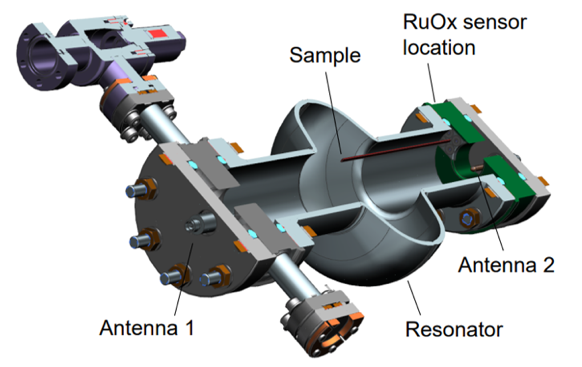 RuOx sensor
location
Sample
Antenna 2
Antenna 1
Resonator